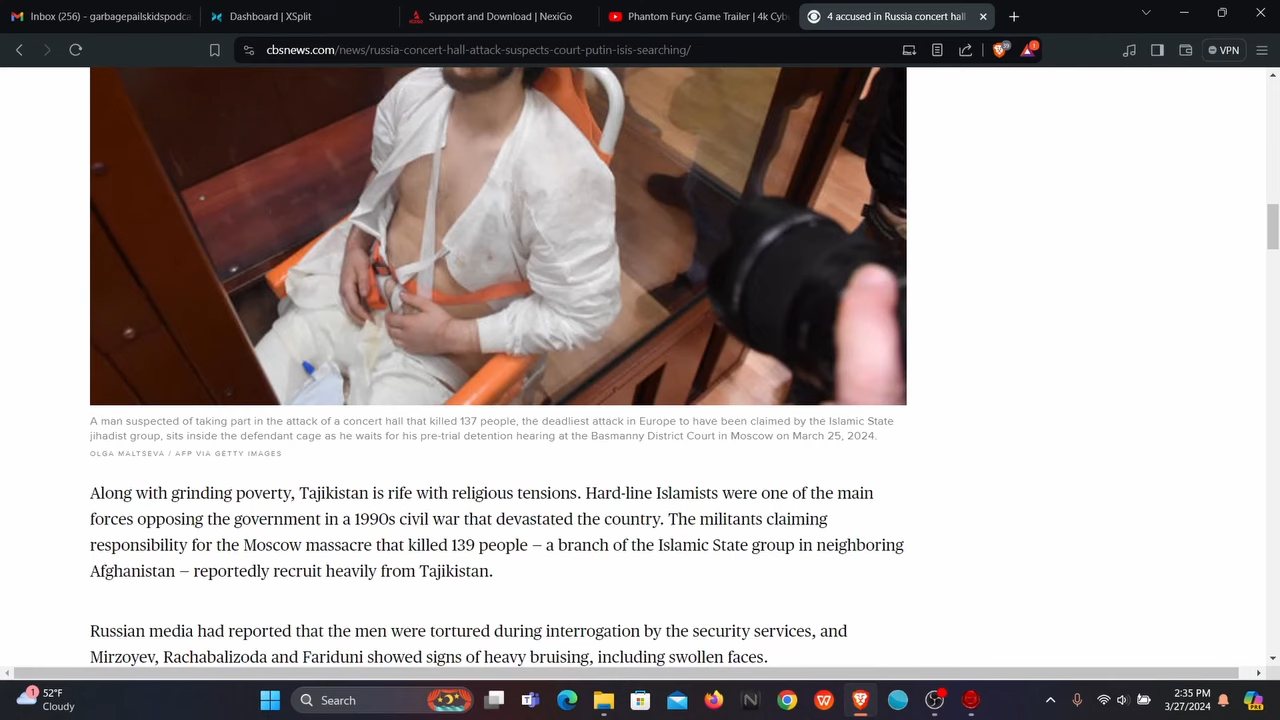 Inbox (256) - garbagepailskidspodca
Dashboard | XSplit
Support and Download | NexiGo
Phantom Fury: Game Trailer | 4k Cyb
4 accused in Russia concert hall
cbsnews.com/news/russia-concert-hall-attack-suspects-court-putin-isis-searching/
VPN
A man suspected of taking part in the attack of a concert hall that killed 137 people, the deadliest attack in Europe to have been claimed by the Islamic State
jihadist group, sits inside the defendant cage as he waits for his pre-trial detention hearing at the Basmanny District Court in Moscow on March 25, 2024.
OLGA MALTSEVA / AFP VIA GETTY IMAGES
Along with grinding poverty, Tajikistan is rife with religious tensions. Hard-line Islamists were one of the main
forces opposing the government in a 1990s civil war that devastated the country. The militants claiming
responsibility for the Moscow massacre that killed 139 people — a branch of the Islamic State group in neighboring
Afghanistan — reportedly recruit heavily from Tajikistan.
Russian media had reported that the men were tortured during interrogation by the security services, and
Mirzoyev, Rachabalizoda and Fariduni showed signs of heavy bruising, including swollen faces.
1
52°F
Cloudy
Search
2:35 PM
3/27/2024